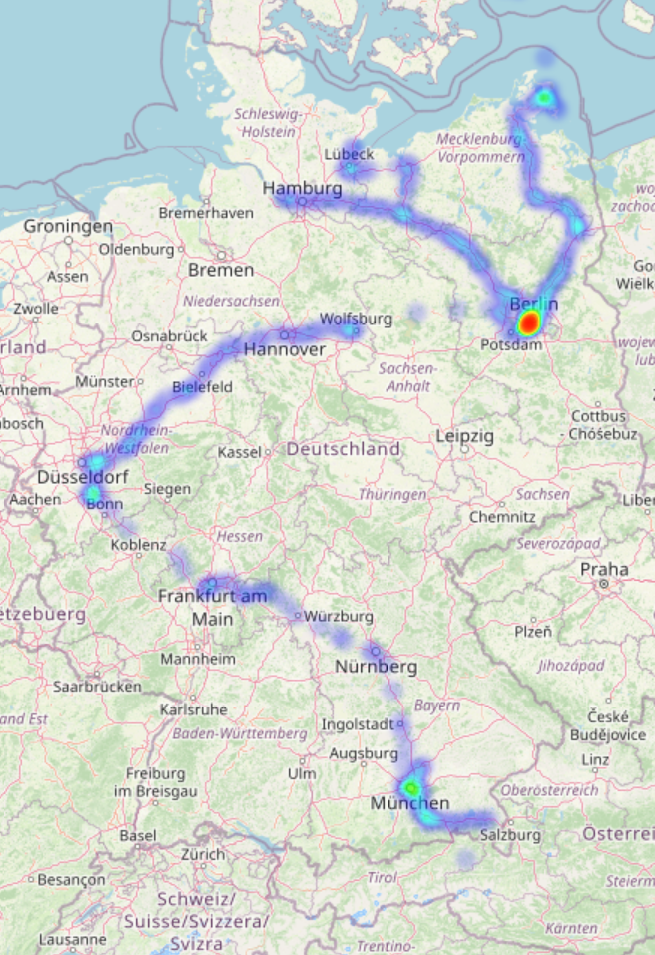 Schleswig-
Holstein
Mecklenburg
Vorpommern
Lübeck
Hamburg
Bremerhaven
Groningen
Oldenburg
Bremen
Assen
Zwolle
Niedersachsen
Wolfsburg
Berlin
Potsdam
Osnabrück
Hannover
Sachsen-
Anhalt
Münster
Bielefeld
Arnhem
Cottbus
Chóśebuz
Nordrhein-
Westfalen
Kassel
Deutschland
Leipzig
Düsseldorf
Siegen
Aachen
Bonn
Thüringen
Sachsen
Chemnitz
Koblenz
Hessen
Severozápad
Praha
Frankfurt am
Main
Würzburg
Plzeň
Mannheim
Nürnberg
Jihozápad
Saarbrücken
Karlsruhe
Bayern
Ingolstadt
Baden-Württemberg
České
Budějovice
Augsburg
Linz
Freiburg
im Breisgau
Ulm
München
Oberösterreich
Basel
Salzburg
Zürich
Besançon
Tirol
Schweiz/
Suisse/Svizzera/
Svizra
Kärnten
Lausanne